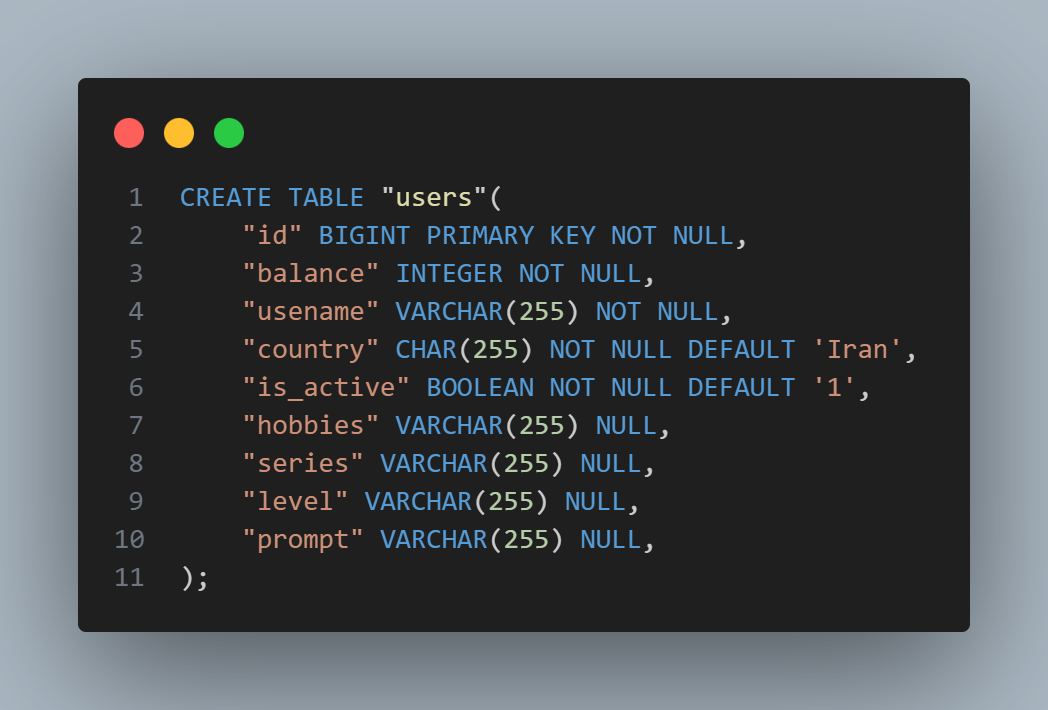 1 CREATE TABLE "users"(
2 "id" BIGINT PRIMARY KEY NOT NULL,
3 "balance" INTEGER NOT NULL,
4 "usename" VARCHAR(255) NOT NULL,
5 "country" CHAR(255) NOT NULL DEFAULT 'Iran',
6 "is_active" BOOLEAN NOT NULL DEFAULT '1',
7 "hobbies" VARCHAR(255) NULL,
8 "series" VARCHAR(255) NULL,
9 "level" VARCHAR(255) NULL,
10 "prompt" VARCHAR(255) NULL,
11 );